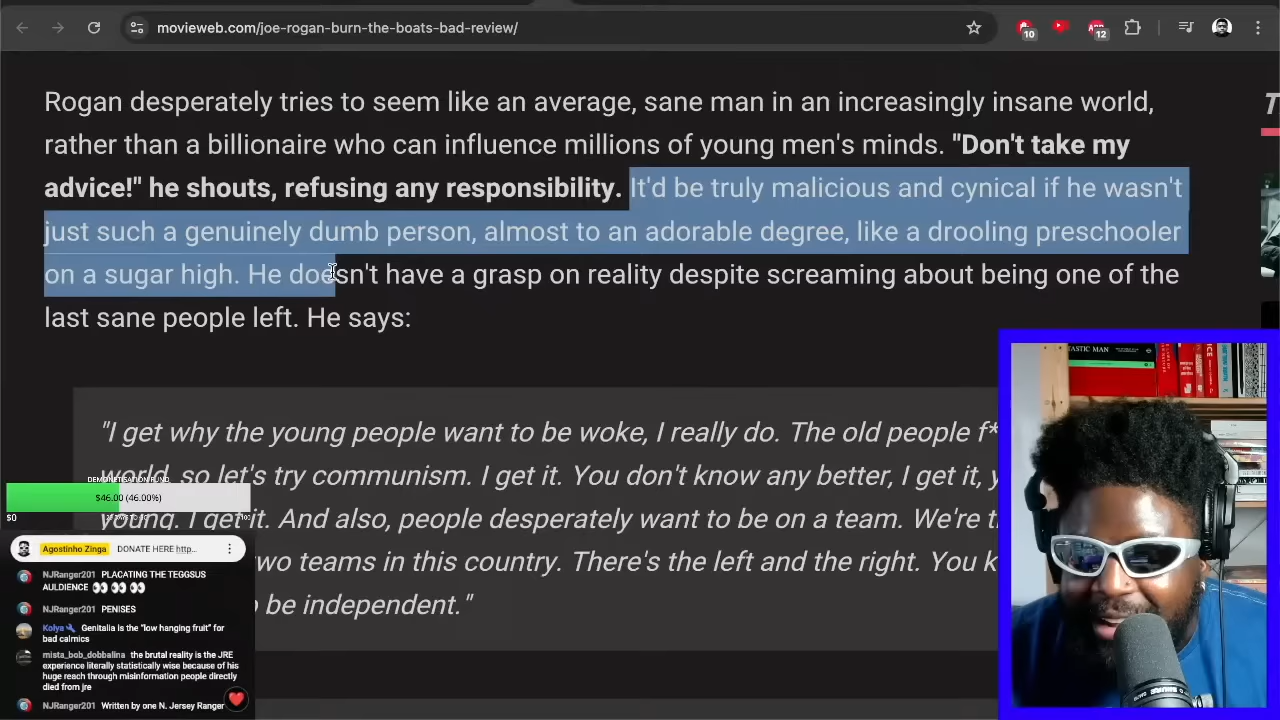 movieweb.com/joe-rogan-burn-the-boats-bad-review/
10
12
Rogan desperately tries to seem like an average, sane man in an increasingly insane world,
rather than a billionaire who can influence millions of young men's minds. "Don't take my
advice!" he shouts, refusing any responsibility. It'd be truly malicious and cynical if he wasn't
just such a genuinely dumb person, almost to an adorable degree, like a drooling preschooler
on a sugar high. He doesn't have a grasp on reality despite screaming about being one of the
last sane people left. He says:
"I get why the young people want to be woke, I really do. The old people f*
world, so let's try communism. I get it. You don't know any better, I get it, y
young. I get it. And also, people desperately want to be on a team. We're t
two teams in this country. There's the left and the right. You k
o be independent."
DEMONETISATION FUND
$46.00 (46.00%)
$0
Agostinho Zinga DONATE HERE http...
NJRanger201 PLACATING THE TEGGSUS
AUILDIENCE 👀 👀 👀
NJRanger201 PENISES
Kolya Genitalia is the "low hanging fruit" for
bad calmics
mista_bob_dobbalina the brutal reality is the JRE
experience literally statistically wise because of his
huge reach through misinformation people directly
died from jre
NJRanger201 Written by one N. Jersey Ranger
TASTIC MAN